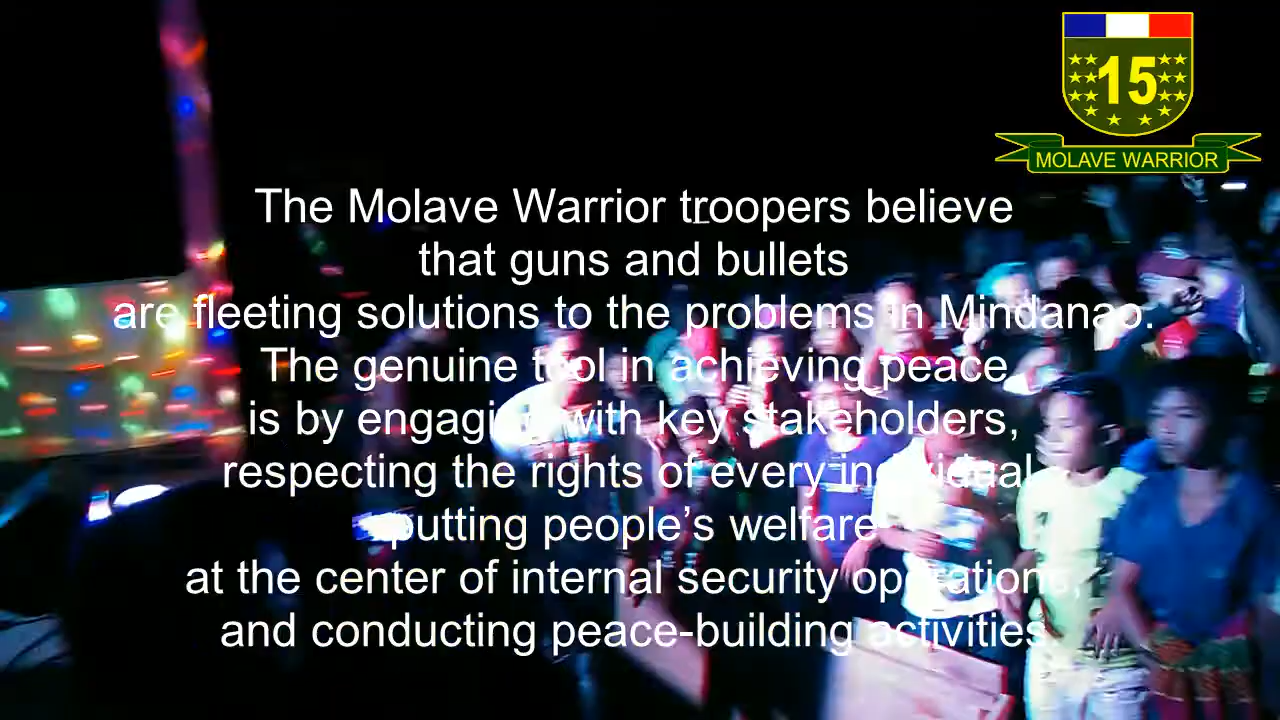 15
MOLAVE WARRIOR
The Molave Warrior troopers believe
that guns and bullets
are fleeting solutions to the problems in Mindanao.
The genuine tool in achieving peace
is by engaging with key stakeholders,
respecting the rights of every individual
putting people’s welfare
at the center of internal security operations,
and conducting peace-building activities